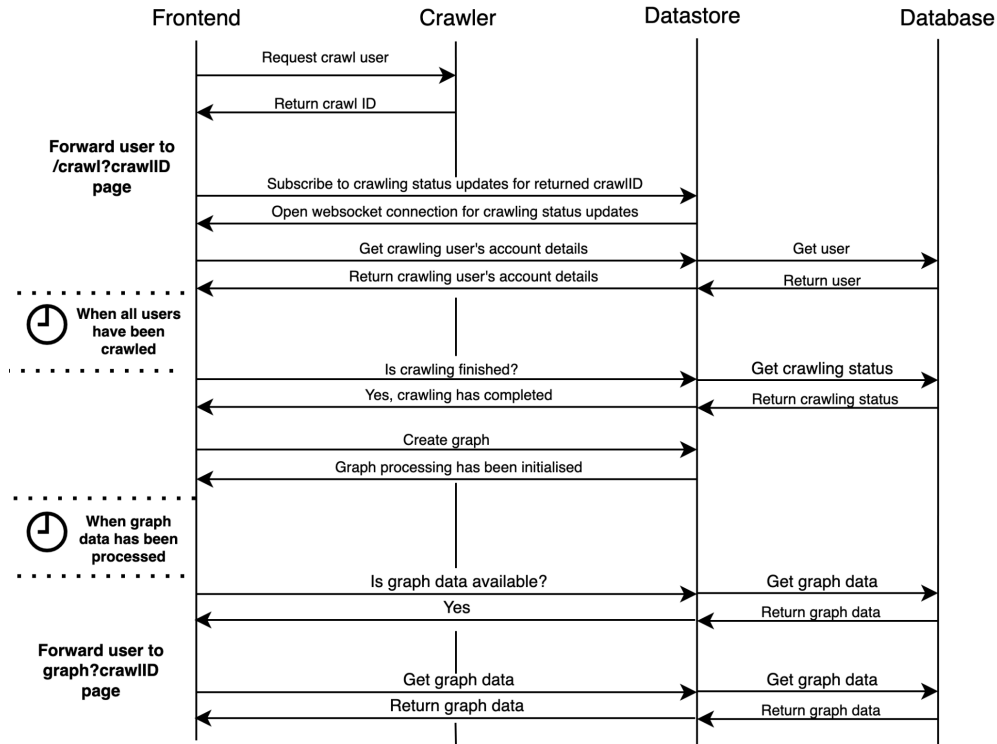 Frontend
Crawler
Datastore
Database
Request crawl user
Return crawl ID
Forward user to
/crawl?crawlID
page
Subscribe to crawling status updates for returned crawlID
Open websocket connection for crawling status updates
Get crawling user's account details
Get user
Return crawling user's account details
Return user
When all users
have been
crawled
Is crawling finished?
Get crawling status
Yes, crawling has completed
Return crawling status
Create graph
Graph processing has been initialised
When graph
data has been
processed
Is graph data available?
Get graph data
Yes
Return graph data
Forward user to
graph?crawlID
page
Get graph data
Get graph data
Return graph data
Return graph data